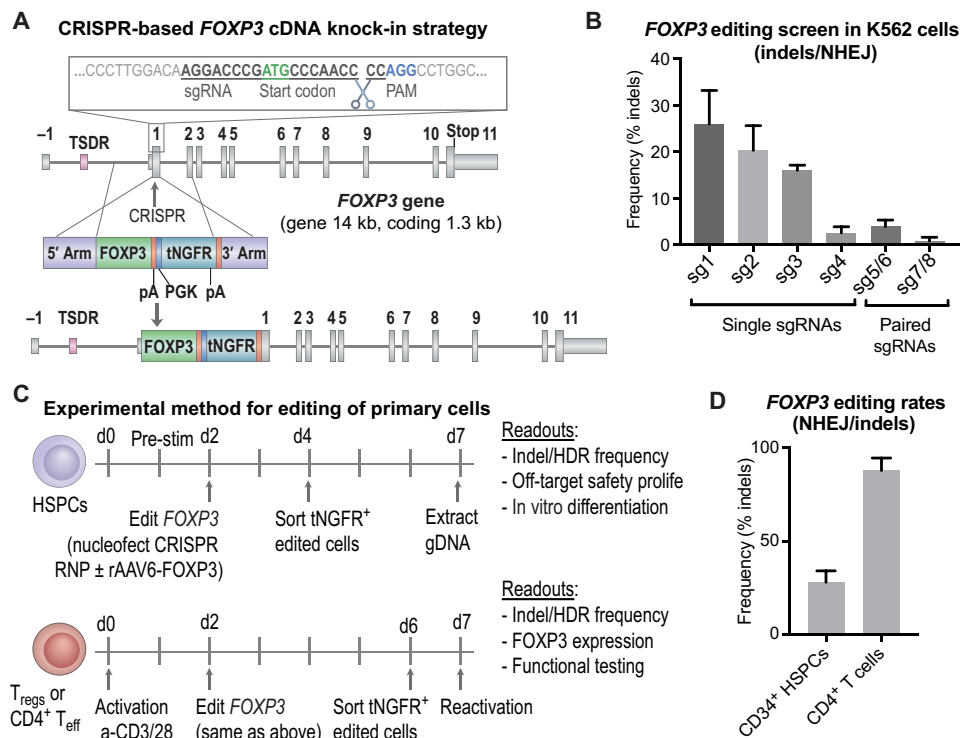 A
CRISPR-based FOXP3 cDNA knock-in strategy
...CCCTTGGACAAGGACCCGATGCCCAACC CCAGGCCTGGC...
sgRNA Start codon PAM
–1 TSDR 1 2 3 4 5 6 7 8 9 10 Stop 11
CRISPR
FOXP3 gene
(gene 14 kb, coding 1.3 kb)
5′ Arm FOXP3 tNGFR 3′ Arm
pA PGK pA
–1 TSDR 1 2 3 4 5 6 7 8 9 10 11
FOXP3 tNGFR
B
FOXP3 editing screen in K562 cells
(indels/NHEJ)
Frequency (% indels)
40
30
20
10
0
sg1 sg2 sg3 sg4 sg5/6 sg7/8
Single sgRNAs
Paired
sgRNAs
C
Experimental method for editing of primary cells
d0 Pre-stim d2 d4 d7
HSPCs
Edit FOXP3
(nucleofect CRISPR
RNP ± rAAV6-FOXP3)
Sort tNGFR+
edited cells
Extract
gDNA
Readouts:
- Indel/HDR frequency
- Off-target safety prolife
- In vitro differentiation
d0 d2 d6 d7
Tregs or
CD4+ Teff
Activation
a-CD3/28
Edit FOXP3
(same as above)
Sort tNGFR+
edited cells
Reactivation
Readouts:
- Indel/HDR frequency
- FOXP3 expression
- Functional testing
D
FOXP3 editing rates
(NHEJ/indels)
Frequency (% indels)
100
50
0
CD34+ HSPCs
CD4+ T cells